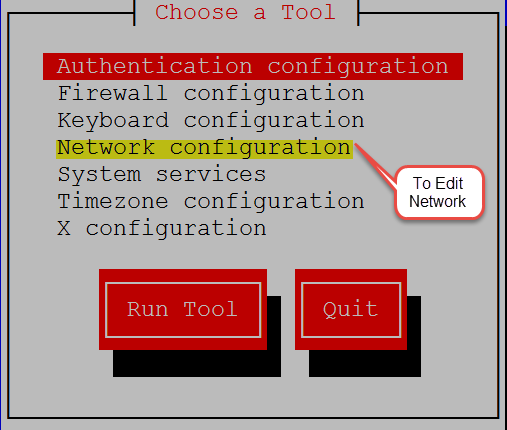 Choose a Tool
Authentication configuration
Firewall configuration
Keyboard configuration
Network configuration
System services
Timezone configuration
X configuration
To Edit
Network
Run Tool
Quit